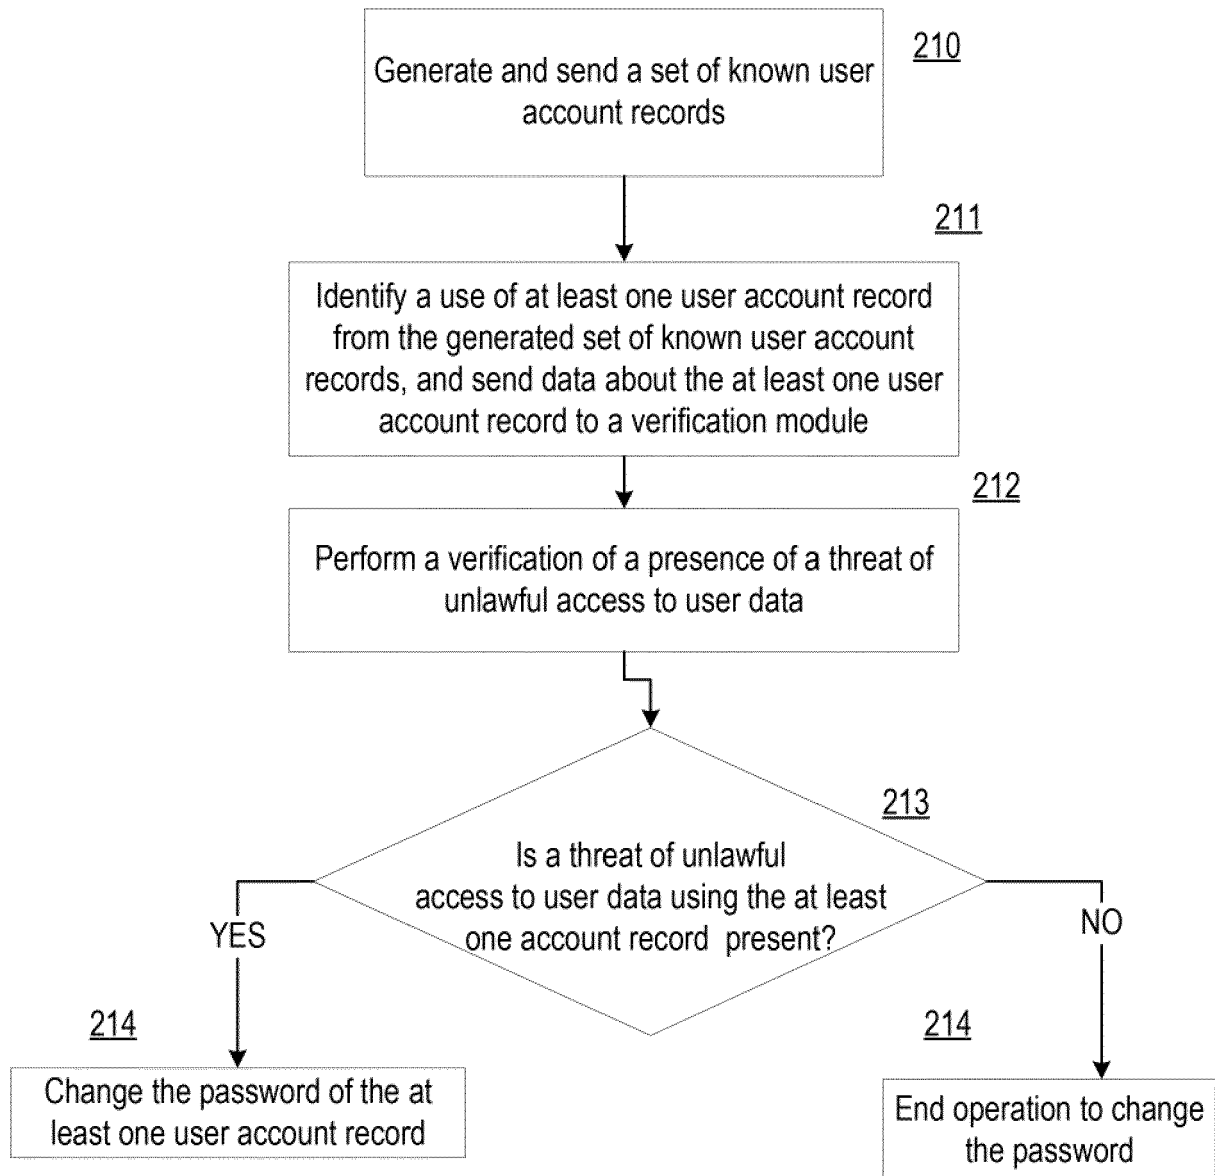 210
Generate and send a set of known user
account records
211
Identify a use of at least one user account record
from the generated set of known user account
records, and send data about the at least one user
account record to a verification module
212
Perform a verification of a presence of a threat of
unlawful access to user data
213
Is a threat of unlawful
access to user data using the at least
one account record present?
YES
NO
214
Change the password of the at
least one user account record
214
End operation to change
the password